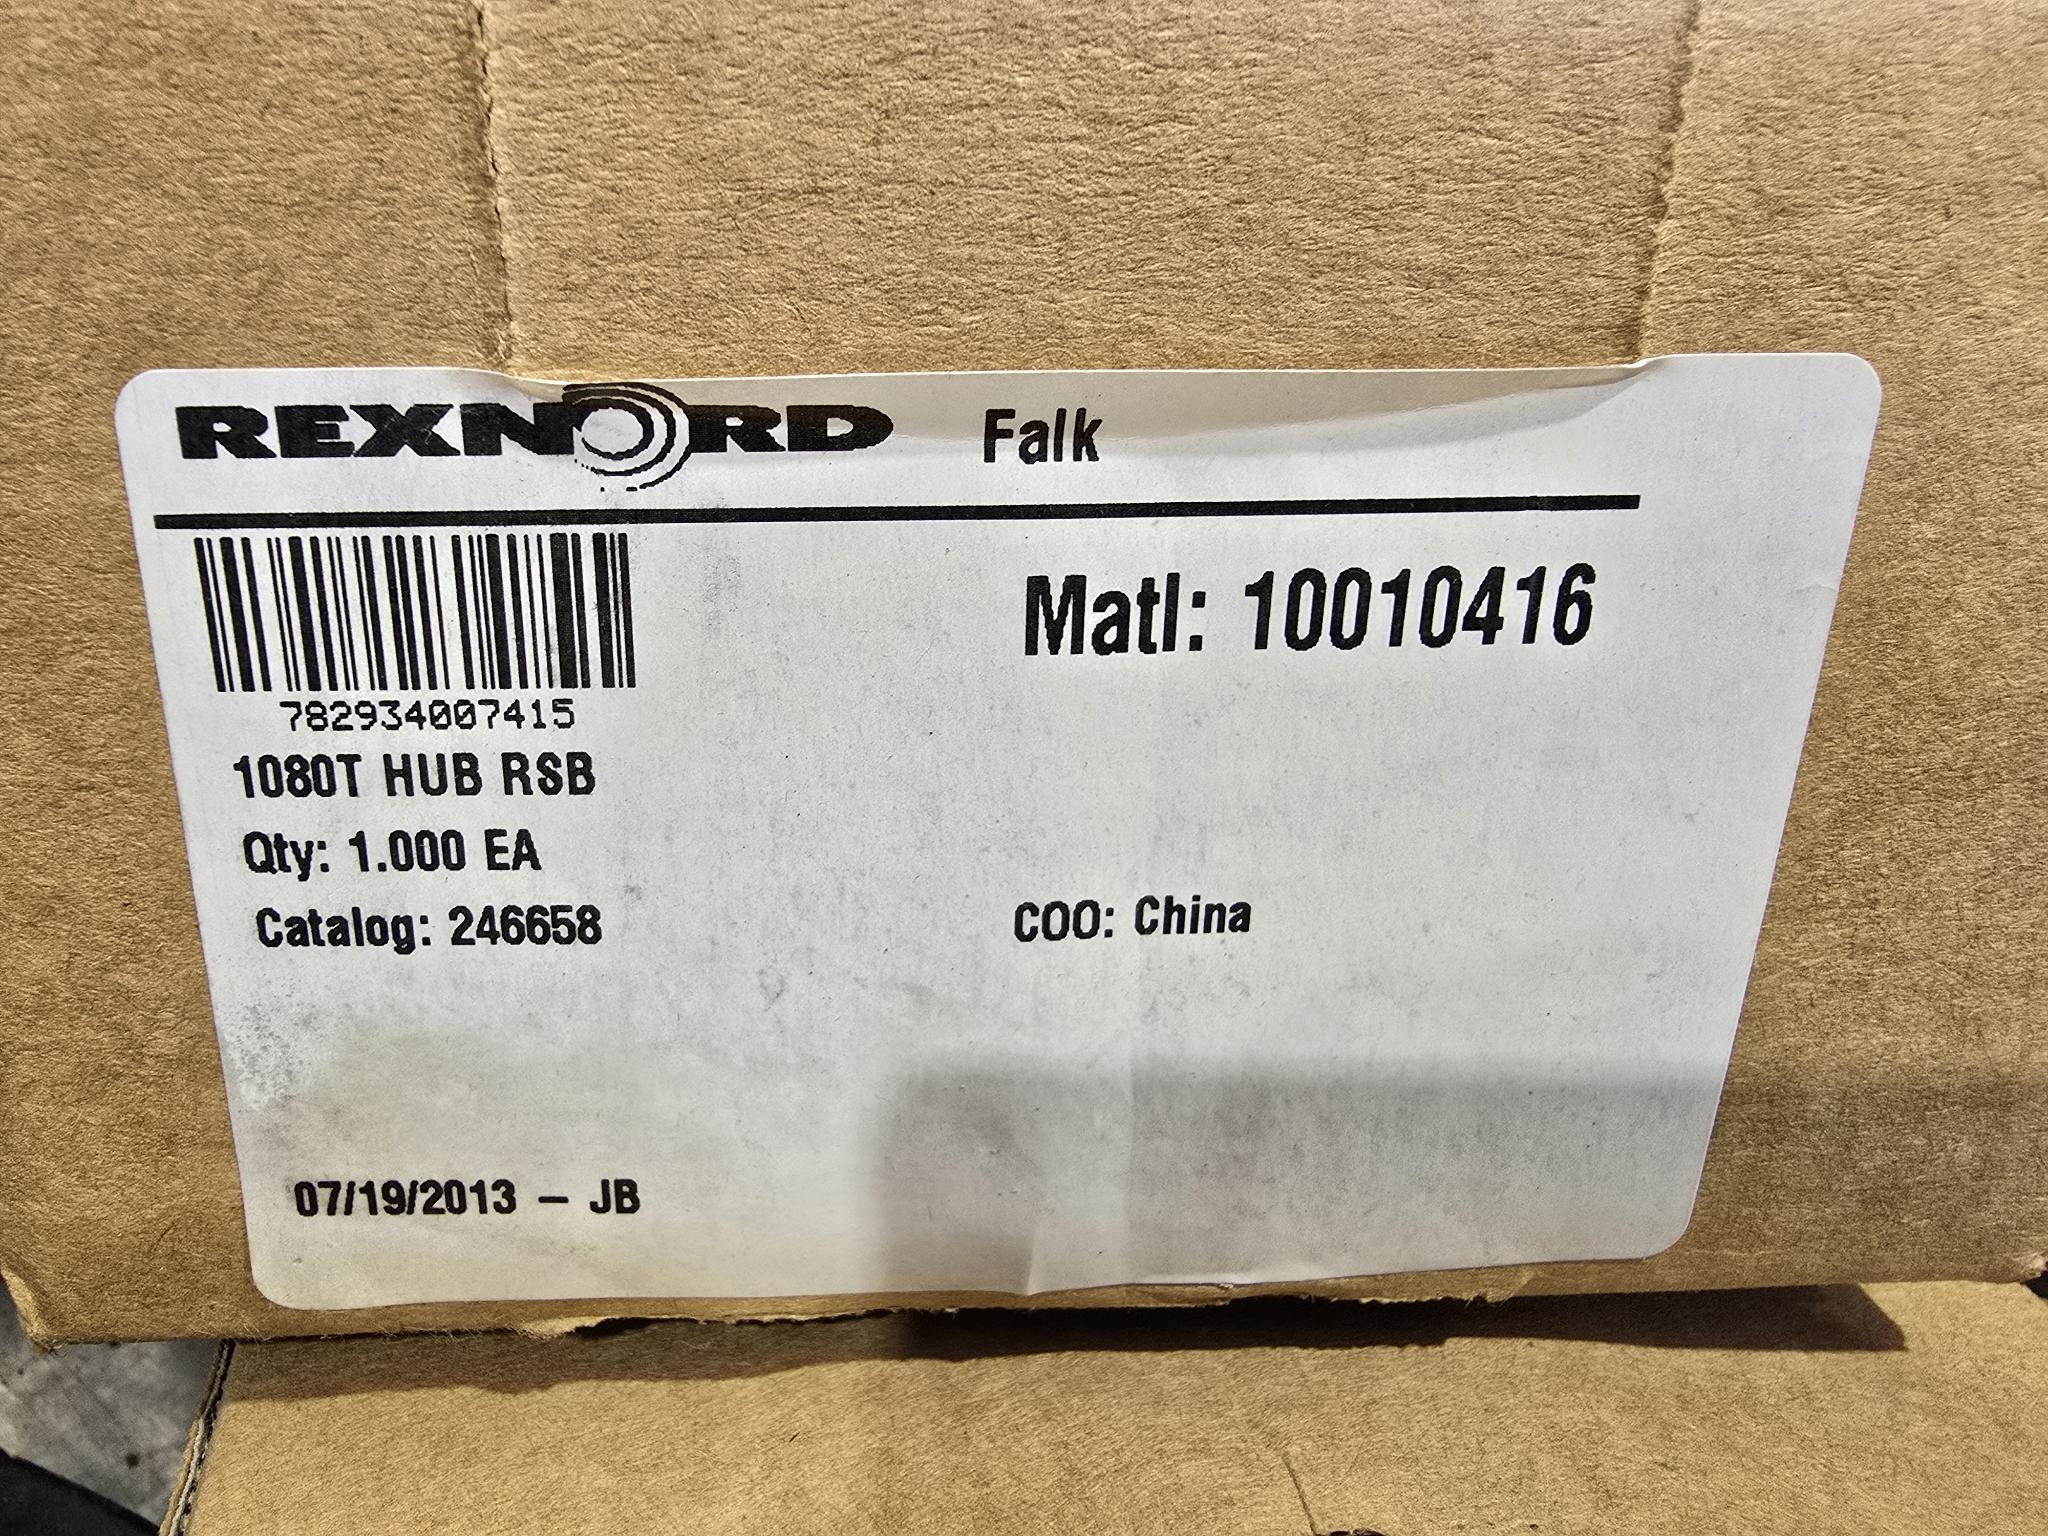 REXNORD Falk
Matl: 10010416
782934007415
1080T HUB RSB
Qty: 1.000 EA
Catalog: 246658 COO: China
07/19/2013 – JB